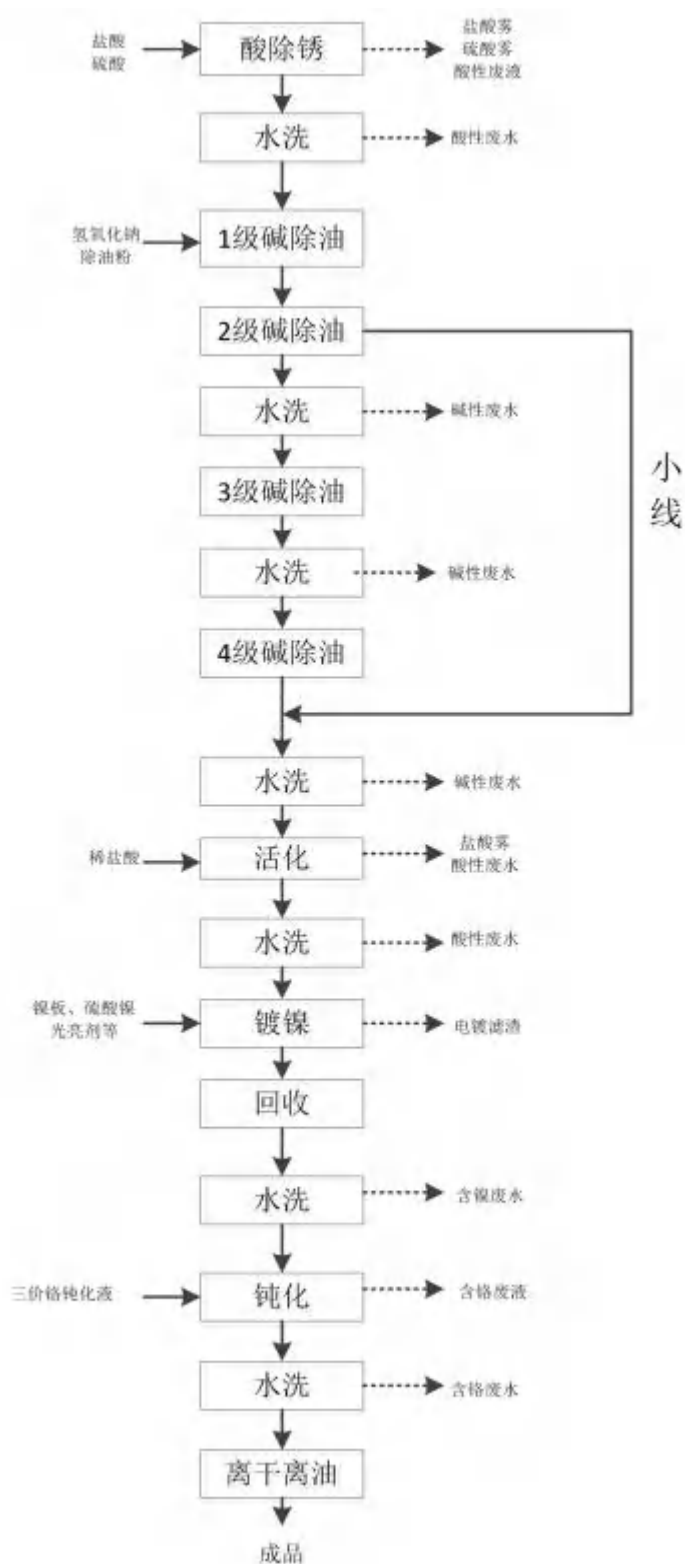 盐酸
硫酸
酸除锈
盐酸雾
硫酸雾
酸性废液
水洗
酸性废水
氢氧化钠
除油粉
1级碱除油
2级碱除油
水洗
碱性废水
小
线
3级碱除油
水洗
碱性废水
4级碱除油
水洗
碱性废水
稀盐酸
活化
盐酸雾
酸性废水
水洗
酸性废水
镍板、硫酸镍
光亮剂等
镀镍
电镀滤渣
回收
水洗
含镍废水
三价铬钝化液
钝化
含铬废液
水洗
含铬废水
离干离油
成品